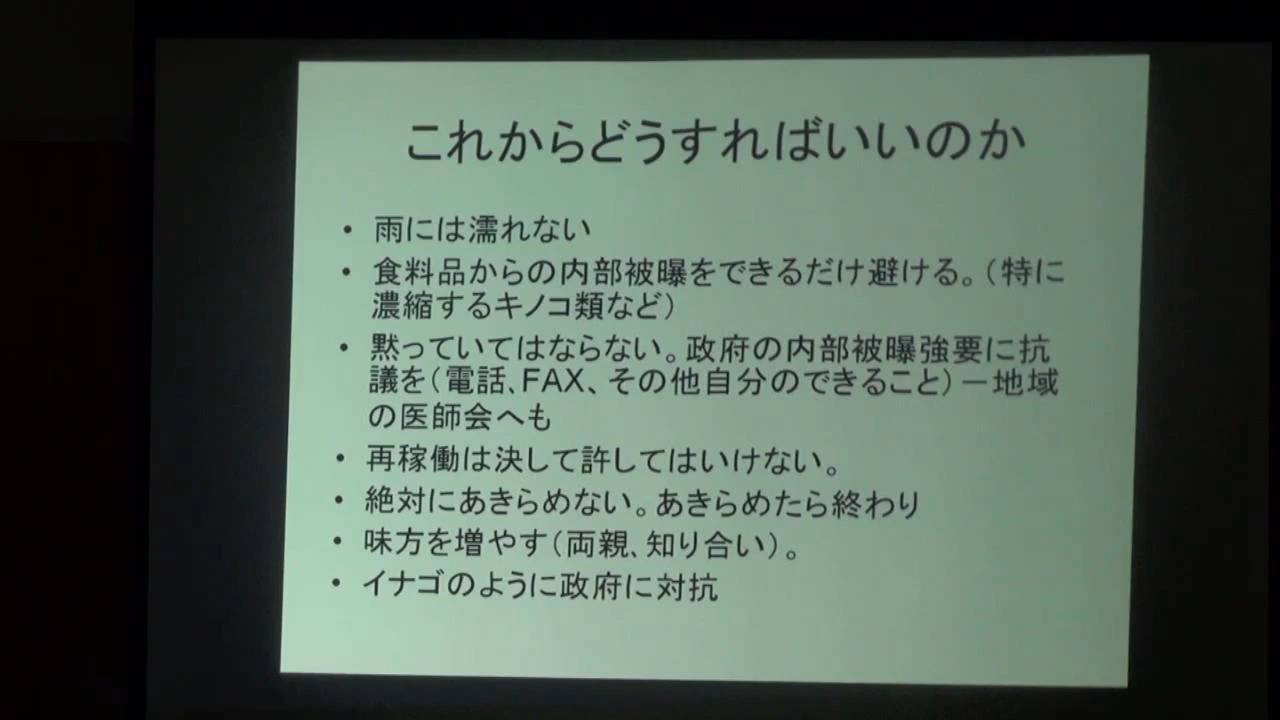 これからどうすればいいのか
• 雨には濡れない
• 食料品からの内部被曝をできるだけ避ける。（特に
濃縮するキノコ類など）
• 黙っていてはならない。政府の内部被曝強要に抗
議を（電話、FAX、その他自分のできること）－地域
の医師会へも
• 再稼働は決して許してはいけない。
• 絶対にあきらめない。あきらめたら終わり
• 味方を増やす（両親、知り合い）。
• イナゴのように政府に対抗